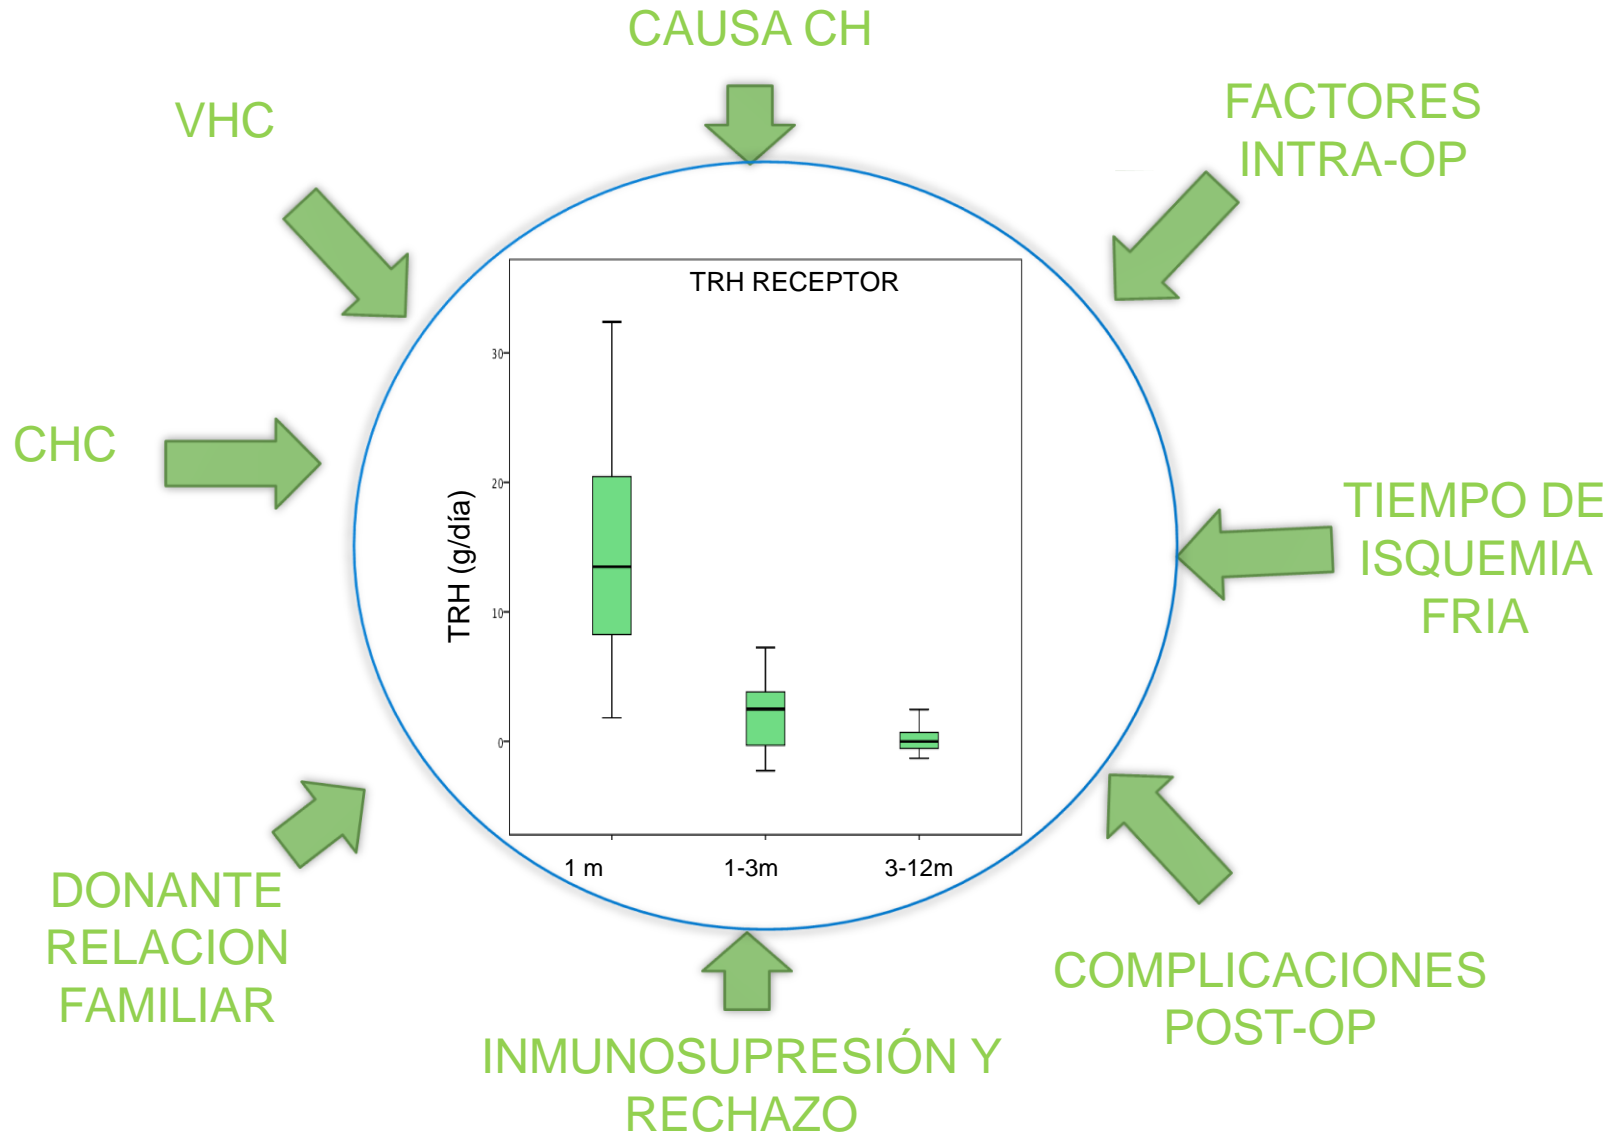 CAUSA CH
VHC
FACTORES
INTRA-OP
CHC
TRH RECEPTOR
TRH (g/día)
30
20
10
0
1 m
1-3m
3-12m
TIEMPO DE
ISQUEMIA
FRIA
DONANTE
RELACION
FAMILIAR
COMPLICACIONES
POST-OP
INMUNOSUPRESIÓN Y
RECHAZO